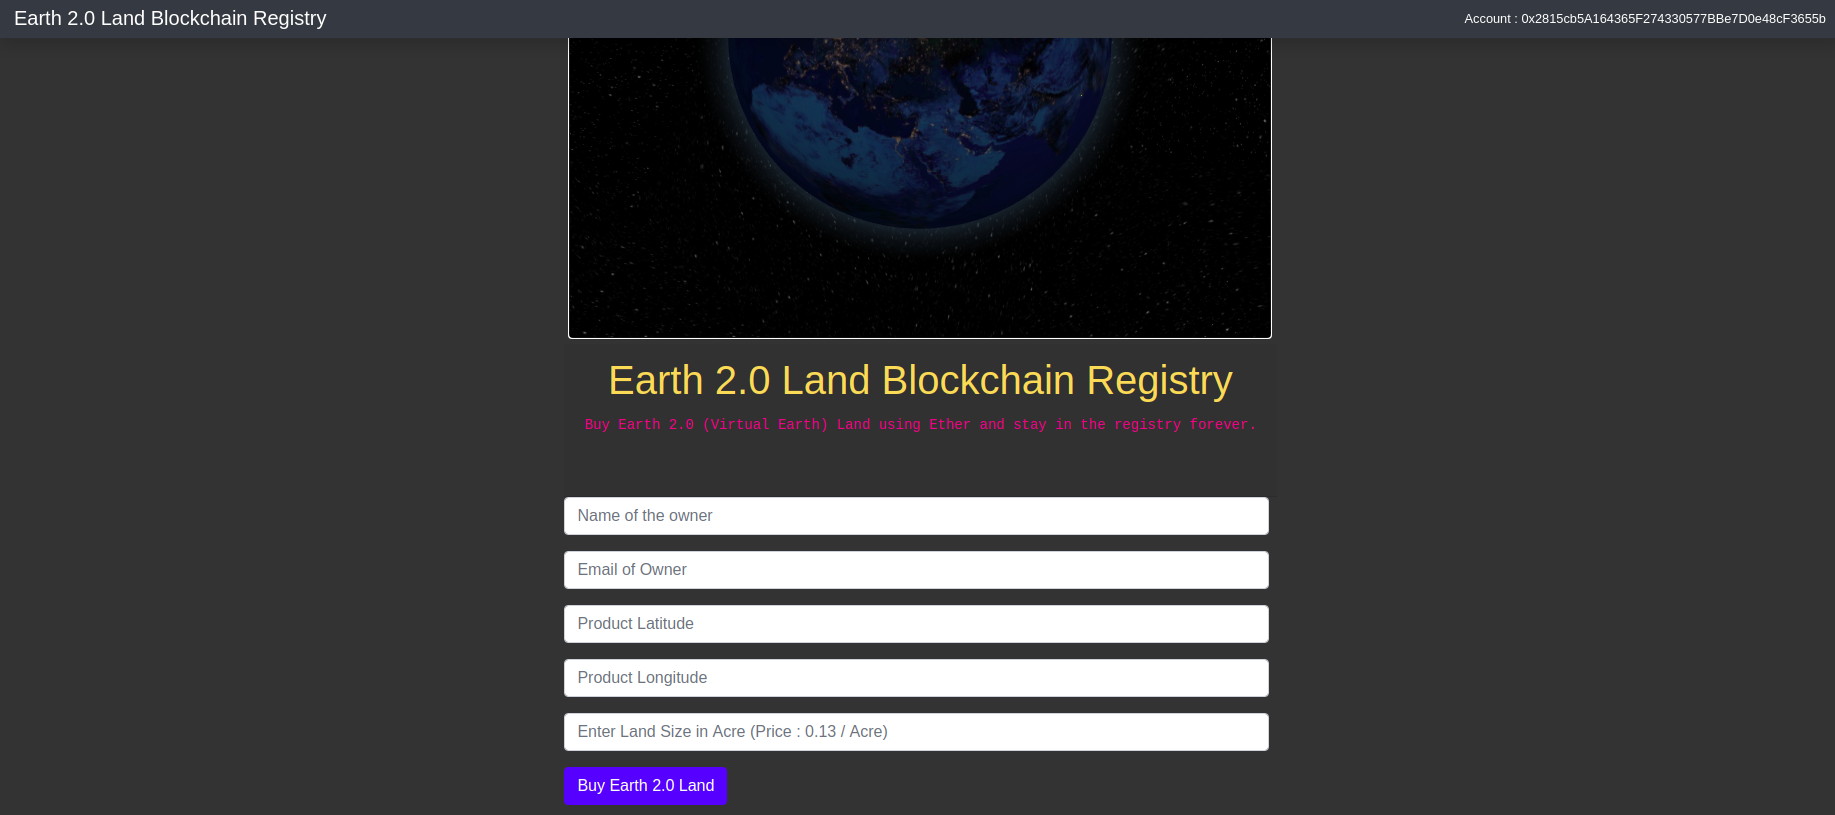 Earth 2.0 Land Blockchain Registry
Account : 0x2815cb5A164365F274330577BBe7D0e48cF3655b
Earth 2.0 Land Blockchain Registry
Buy Earth 2.0 (Virtual Earth) Land using Ether and stay in the registry forever.
Name of the owner
Email of Owner
Product Latitude
Product Longitude
Enter Land Size in Acre (Price : 0.13 / Acre)
Buy Earth 2.0 Land